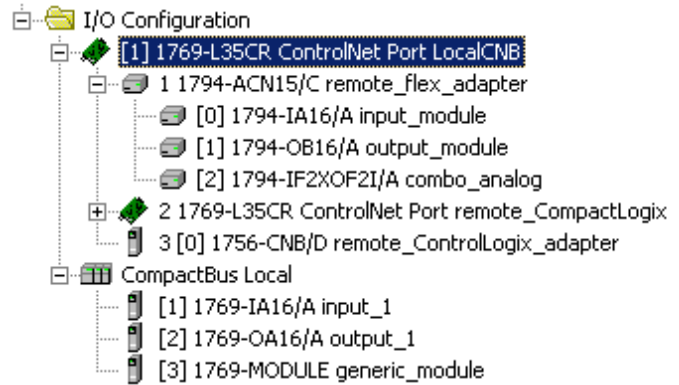 I/O Configuration
[1] 1769-L35CR ControlNet Port LocalCNB
1 1794-ACN15/C remote_flex_adapter
[0] 1794-IA16/A input_module
[1] 1794-OB16/A output_module
[2] 1794-IF2XOF2I/A combo_analog
2 1769-L35CR ControlNet Port remote_CompactLogix
3 [0] 1756-CNB/D remote_ControlLogix_adapter
CompactBus Local
[1] 1769-IA16/A input_1
[2] 1769-OA16/A output_1
[3] 1769-MODULE generic_module